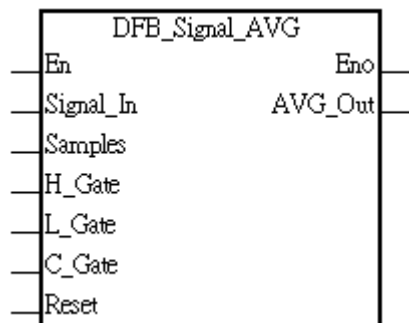 DFB_Signal_AVG
En Eno
Signal_In AVG_Out
Samples
H_Gate
L_Gate
C_Gate
Reset